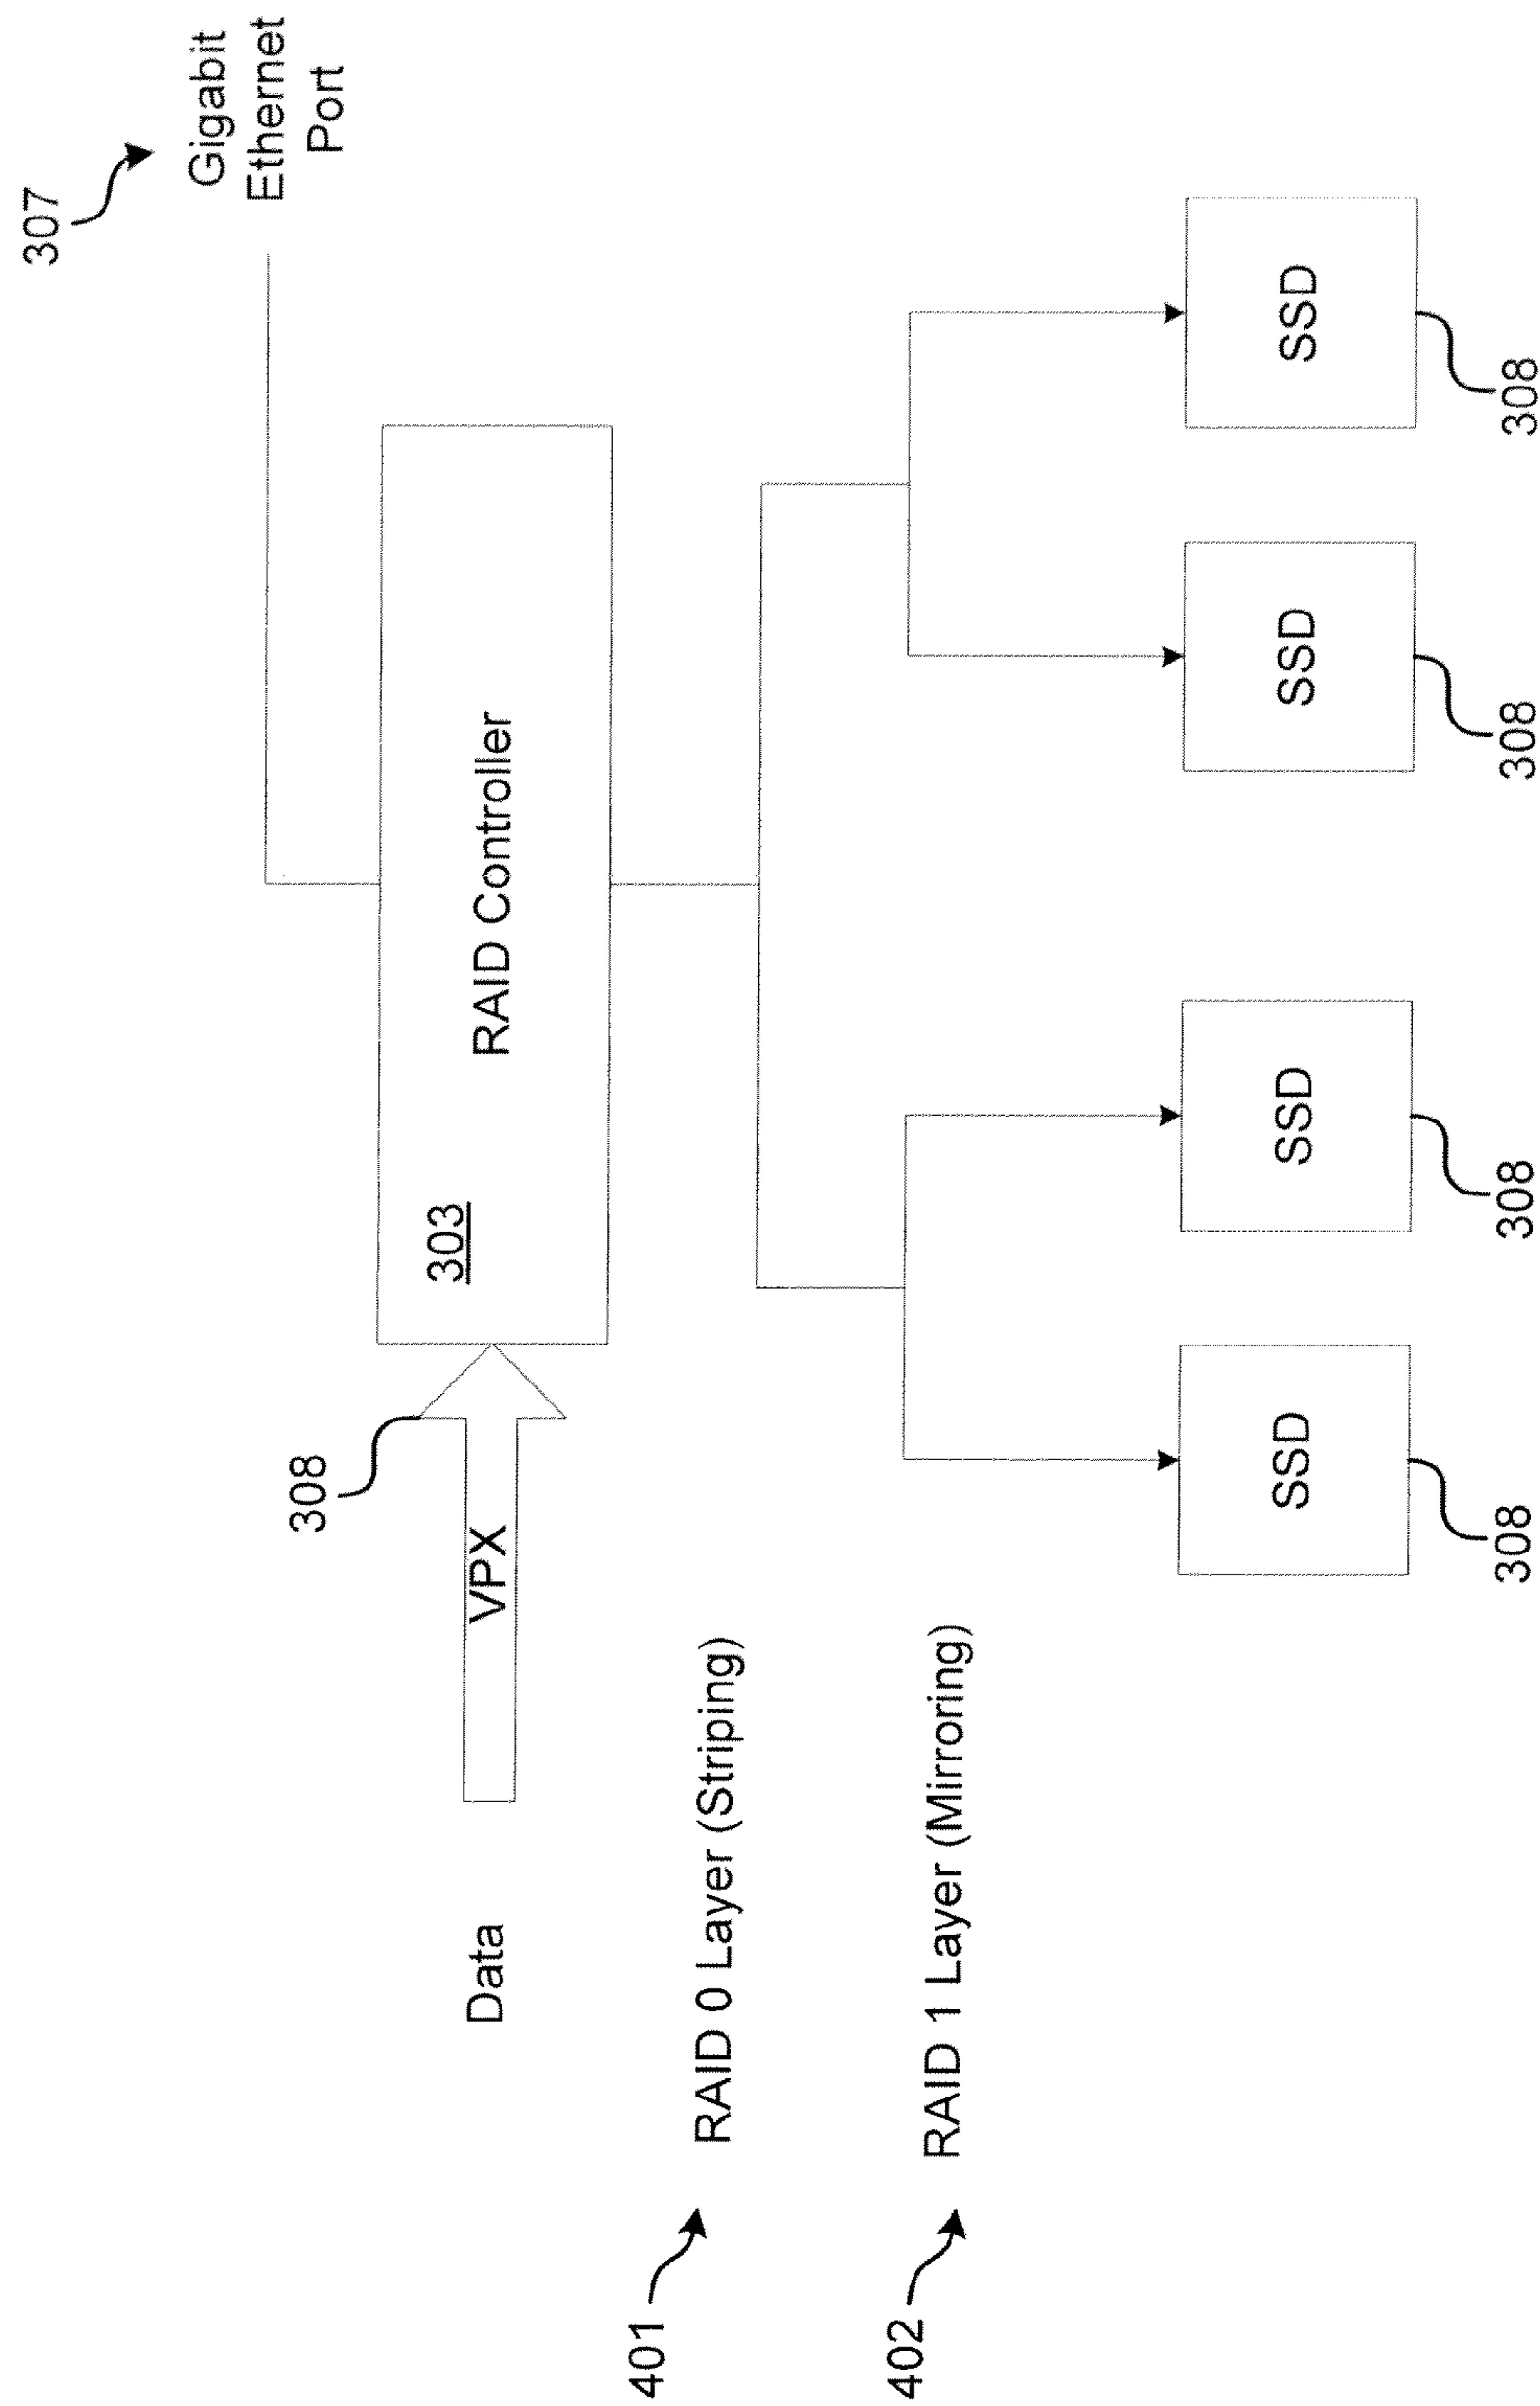 307
Gigabit
Ethernet
Port
308
Data
VPX
303
RAID Controller
401
RAID 0 Layer (Striping)
402
RAID 1 Layer (Mirroring)
SSD
SSD
SSD
SSD
308
308
308
308